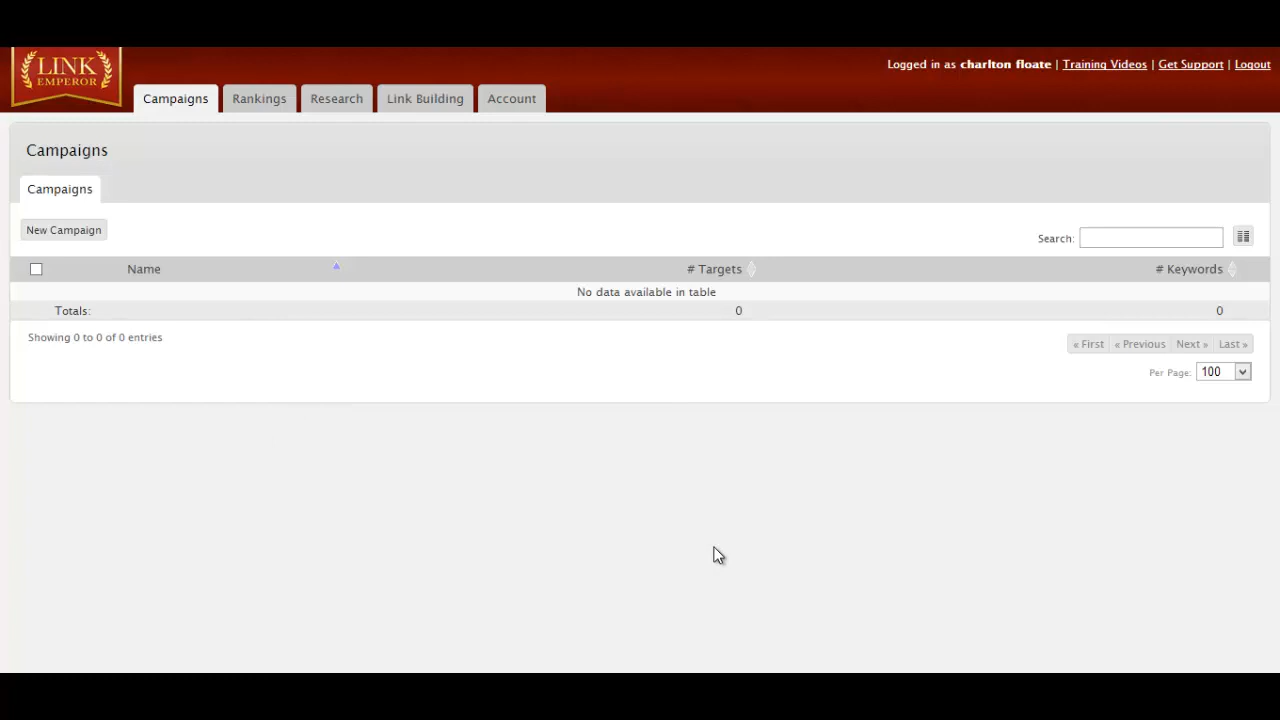 LINK
EMPEROR
Logged in as charlton floate | Training Videos | Get Support | Logout
Campaigns Rankings Research Link Building Account
Campaigns
Campaigns
New Campaign
Search:
Name # Targets # Keywords
No data available in table
Totals: 0 0
Showing 0 to 0 of 0 entries
« First « Previous Next » Last »
Per Page: 100